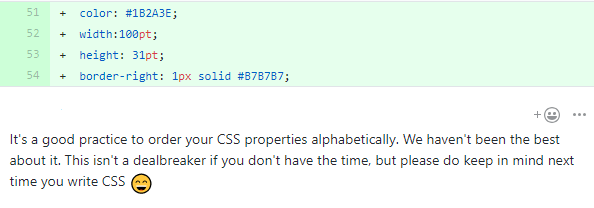 51 + color: #1B2A3E;
52 + width:100pt;
53 + height: 31pt;
54 + border-right: 1px solid #B7B7B7;
+
It's a good practice to order your CSS properties alphabetically. We haven't been the best
about it. This isn't a dealbreaker if you don't have the time, but please do keep in mind next
time you write CSS 😄